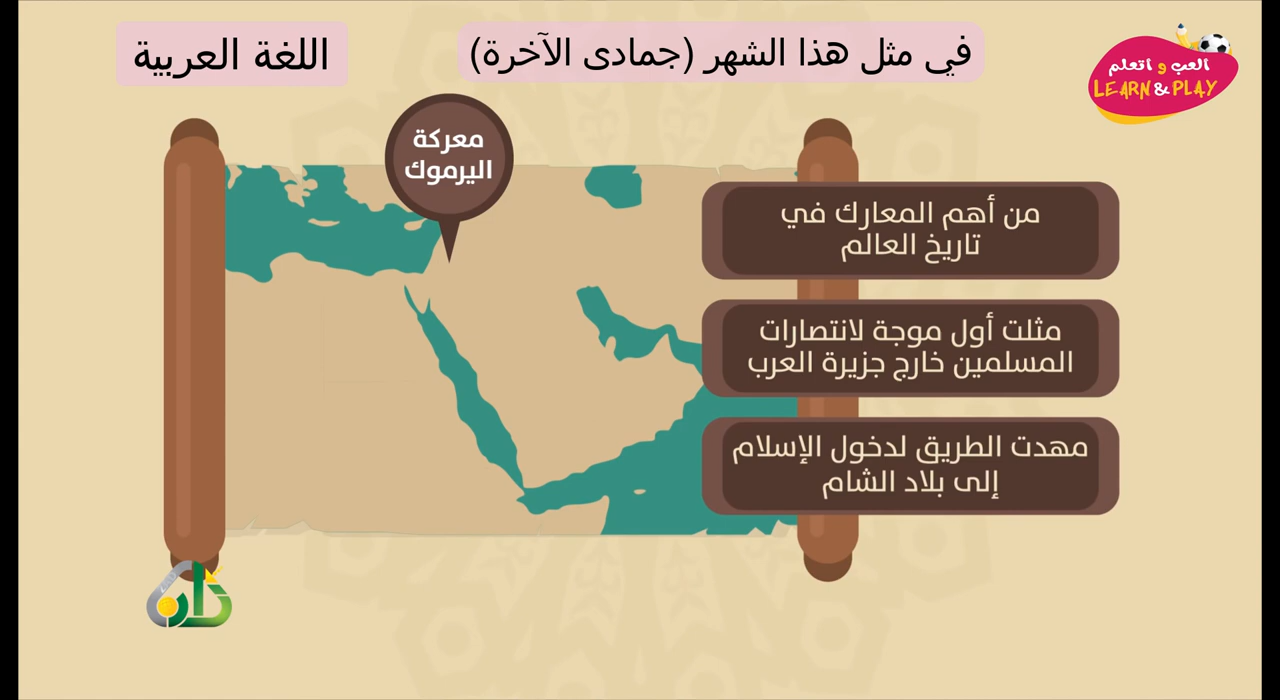 في مثل هذا الشهر (جمادى الآخرة)
اللغة العربية
العب و اتعلم
LEARN & PLAY
معركة
اليرموك
من أهم المعارك في
تاريخ العالم
مثلت أول موجة لانتصارات
المسلمين خارج جزيرة العرب
مهدت الطريق لدخول الإسلام
إلى بلاد الشام